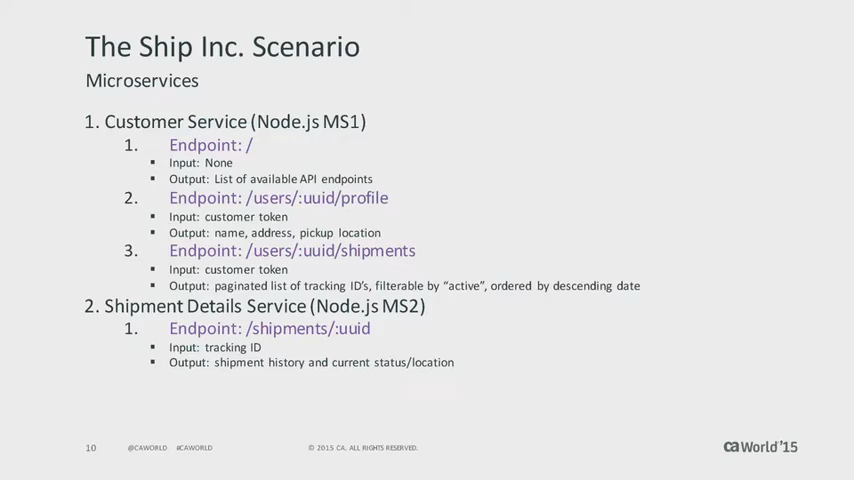 The Ship Inc. Scenario
Microservices
1. Customer Service (Node.js MS1)
1. Endpoint: /
▪ Input: None
▪ Output: List of available API endpoints
2. Endpoint: /users/:uuid/profile
▪ Input: customer token
▪ Output: name, address, pickup location
3. Endpoint: /users/:uuid/shipments
▪ Input: customer token
▪ Output: paginated list of tracking ID’s, filterable by “active”, ordered by descending date
2. Shipment Details Service (Node.js MS2)
1. Endpoint: /shipments/:uuid
▪ Input: tracking ID
▪ Output: shipment history and current status/location
10 @CAWORLD #CAWORLD © 2015 CA. ALL RIGHTS RESERVED. ca World ’15